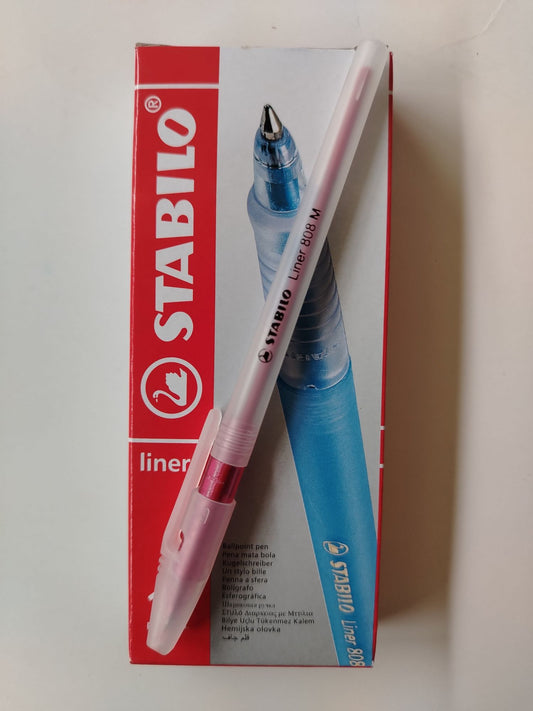 STABILO®
liner
STABILO Liner 808 M
Ballpoint pen
Pena mata bola
Kugelschreiber
Un stylo bille
Penna a sfera
Bolígrafo
Esferográfica
Шариковая ручка
Στυλό Διαρκείας με Μπίλια
Bilye Uçlu Tükenmez Kalem
Hemijska olovka
قلم جاف
STABILO Liner 808